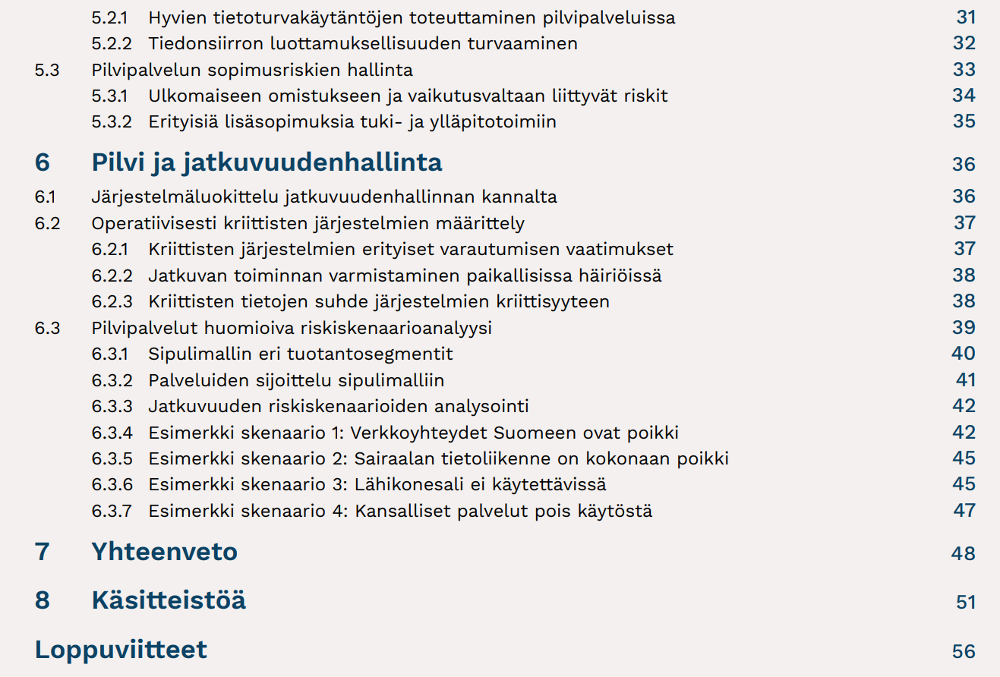 5.2.1 Hyvien tietoturvakäytäntöjen toteuttaminen pilvipalveluissa 31
5.2.2 Tiedonsiirron luottamuksellisuuden turvaaminen 32
5.3 Pilvipalvelun sopimusriskien hallinta 33
5.3.1 Ulkomaiseen omistukseen ja vaikutusvaltaan liittyvät riskit 34
5.3.2 Erityisiä lisäsopimuksia tuki- ja ylläpitotoimiin 35
6 Pilvi ja jatkuvuudenhallinta 36
6.1 Järjestelmäluokittelu jatkuvuudenhallinnan kannalta 36
6.2 Operatiivisesti kriittisten järjestelmien määrittely 37
6.2.1 Kriittisten järjestelmien erityiset varautumisen vaatimukset 37
6.2.2 Jatkuvan toiminnan varmistaminen paikallisissa häiriöissä 38
6.2.3 Kriittisten tietojen suhde järjestelmien kriittisyyteen 38
6.3 Pilvipalvelut huomioiva riskiskenaarioanalyysi 39
6.3.1 Sipulimallin eri tuotantosegmentit 40
6.3.2 Palveluiden sijoittelu sipulimalliin 41
6.3.3 Jatkuvuuden riskiskenaarioiden analysointi 42
6.3.4 Esimerkki skenaario 1: Verkkoyhteydet Suomeen ovat poikki 42
6.3.5 Esimerkki skenaario 2: Sairaalan tietoliikenne on kokonaan poikki 45
6.3.6 Esimerkki skenaario 3: Lähikonesali ei käytettävissä 45
6.3.7 Esimerkki skenaario 4: Kansalliset palvelut pois käytöstä 47
7 Yhteenveto 48
8 Käsitteistöä 51
Loppuviitteet 56